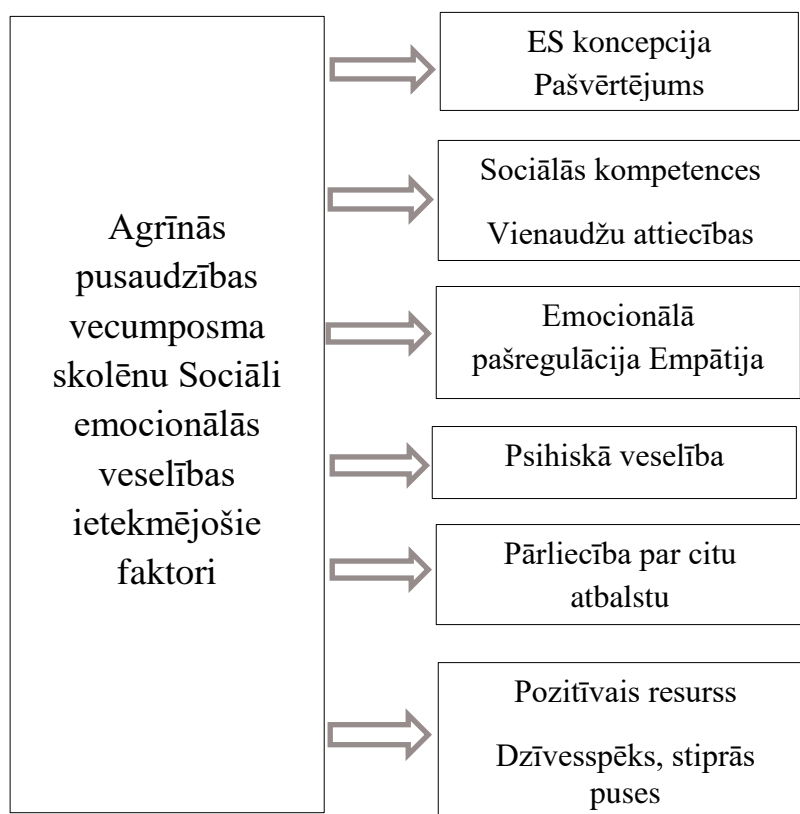 Agrīnās
pusaudzības
vecumposma
skolēnu Sociāli
emocionālās
veselības
ietekmējošie
faktori
ES koncepcija
Pašvērtējums
Sociālās kompetences
Vienaudžu attiecības
Emocionālā
pašregulācija Empātija
Psihiskā veselība
Pārliecība par citu
atbalstu
Pozitīvais resurss
Dzīvesspēks, stiprās
puses